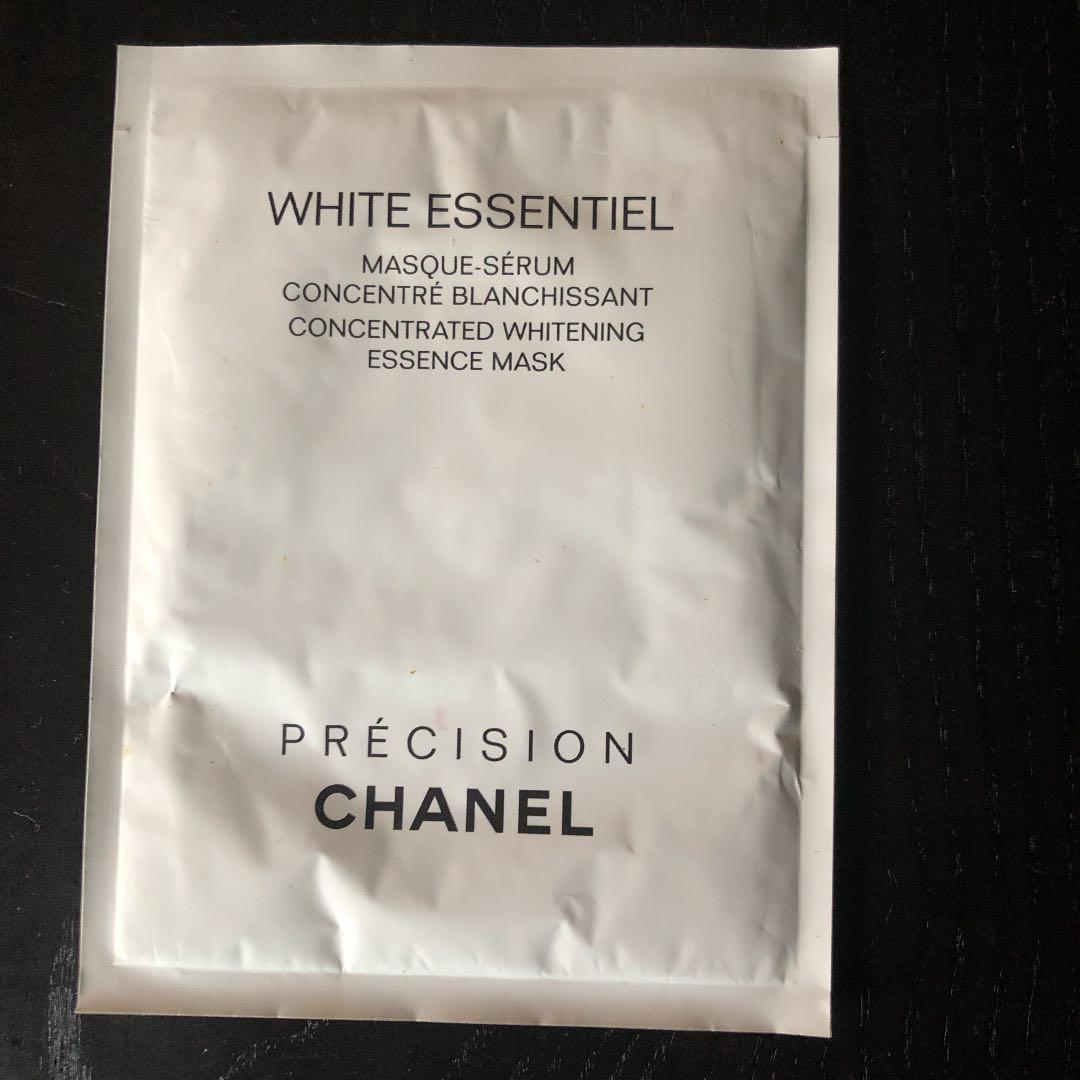 WHITE ESSENTIEL
MASQUE-SÉRUM
CONCENTRÉ BLANCHISSANT
CONCENTRATED WHITENING
ESSENCE MASK
PRÉCISION
CHANEL